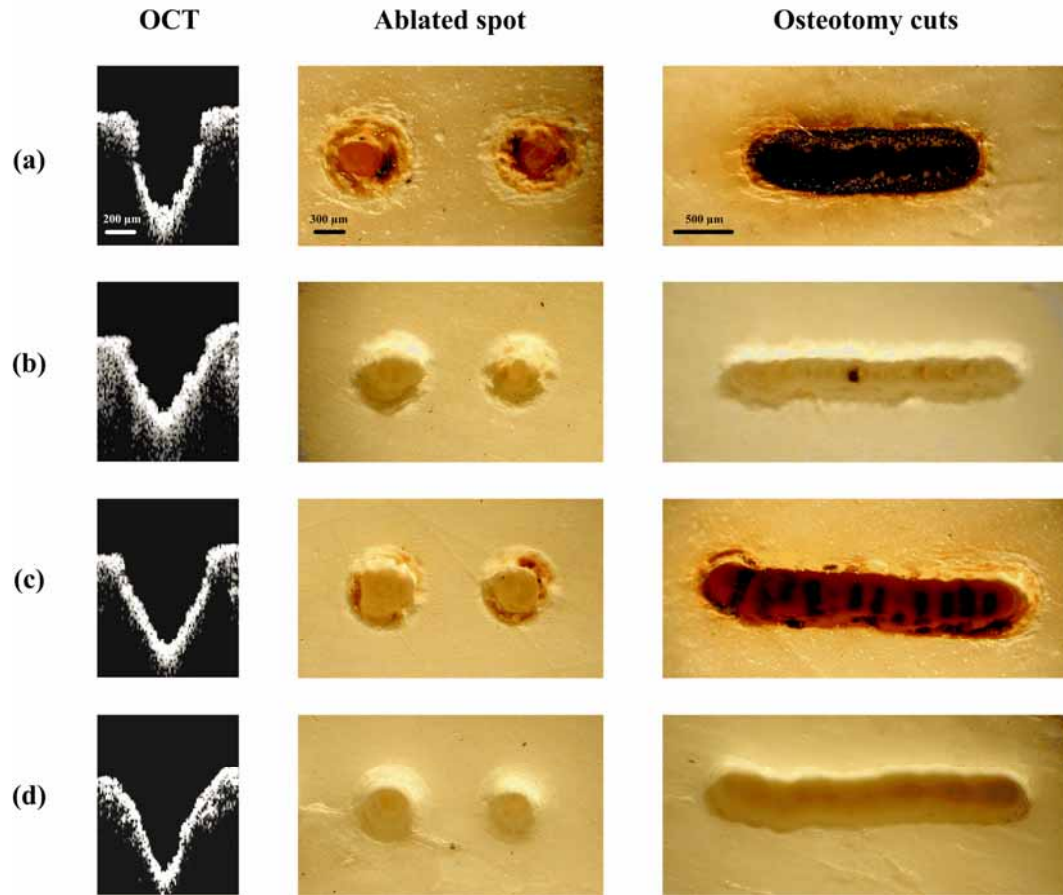 OCT Ablated spot Osteotomy cuts
(a)
200 µm 300 µm 500 µm
(b)
(c)
(d)